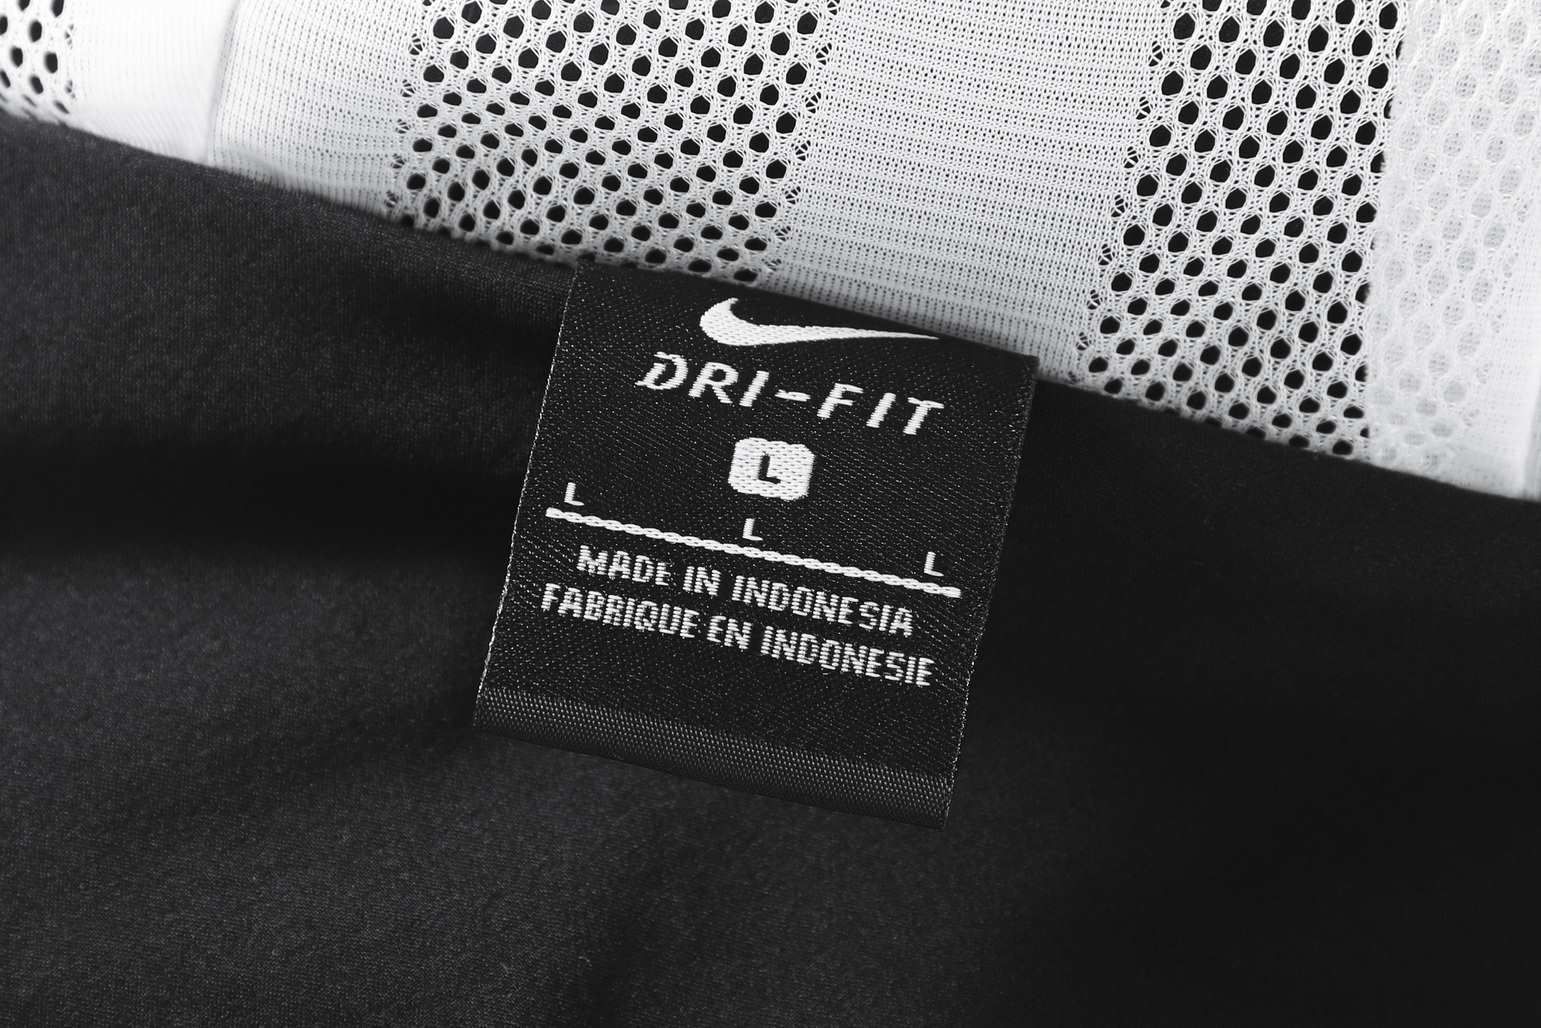 DRI-FIT
L
L L L
MADE IN INDONESIA
FABRIQUE EN INDONESIE